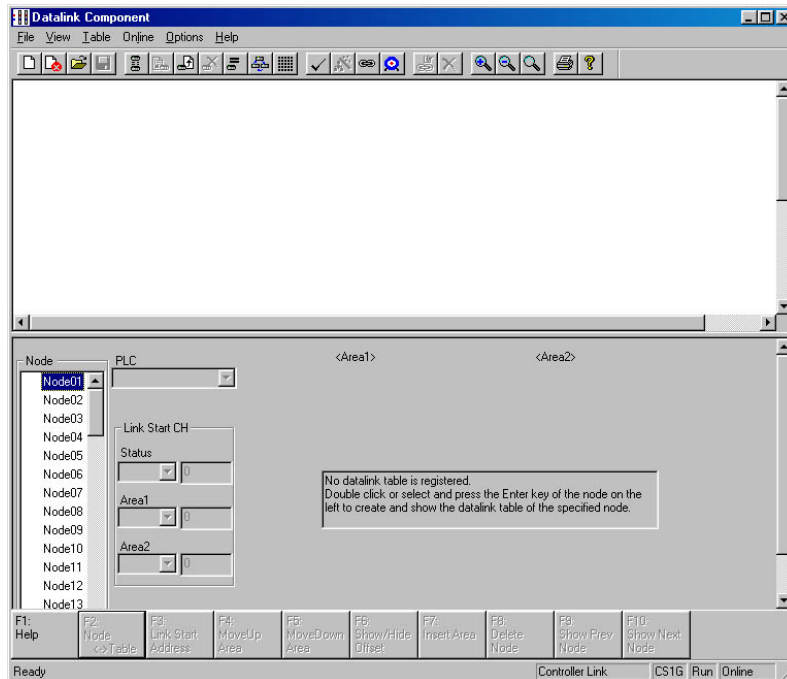 Datalink Component
File View Table Online Options Help
<Area1> <Area2>
Node
PLC
Node01
Node02
Node03
Node04
Node05
Node06
Node07
Node08
Node09
Node10
Node11
Node12
Node13
Link Start CH
Status
0
Area1
0
Area2
0
No datalink table is registered.
Double click or select and press the Enter key of the node on the
left to create and show the datalink table of the specified node.
F1:
Help
F2:
Node
<->Table
F3:
Link Start
Address
F4:
MoveUp
Area
F5:
MoveDown
Area
F6:
Show/Hide
Offset
F7:
Insert Area
F8:
Delete
Node
F9:
Show Prev
Node
F10:
Show Next
Node
Ready
Controller Link CS1G Run Online